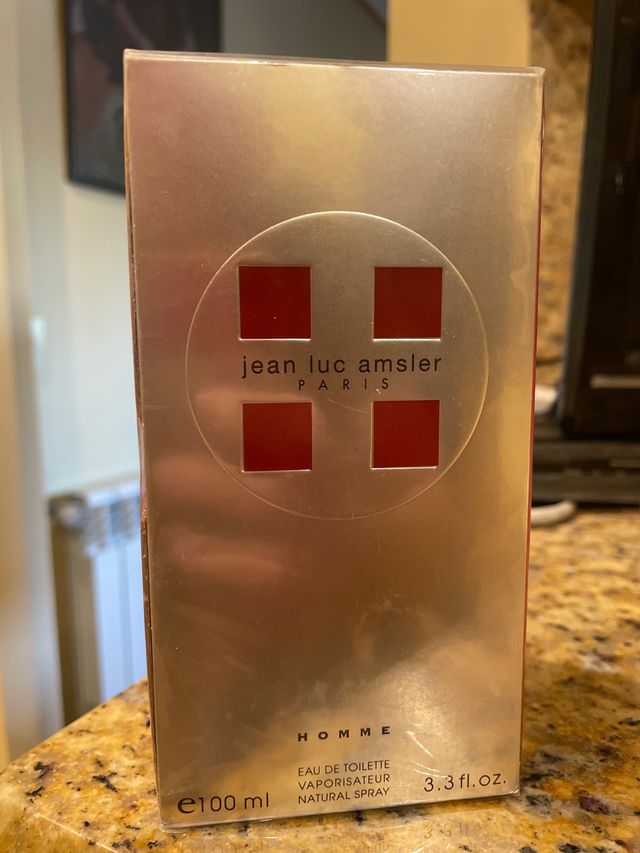 jean luc amsler
PARIS
HOMME
EAU DE TOILETTE
VAPORISATEUR
NATURAL SPRAY
℮100 ml
3.3 fl.oz.